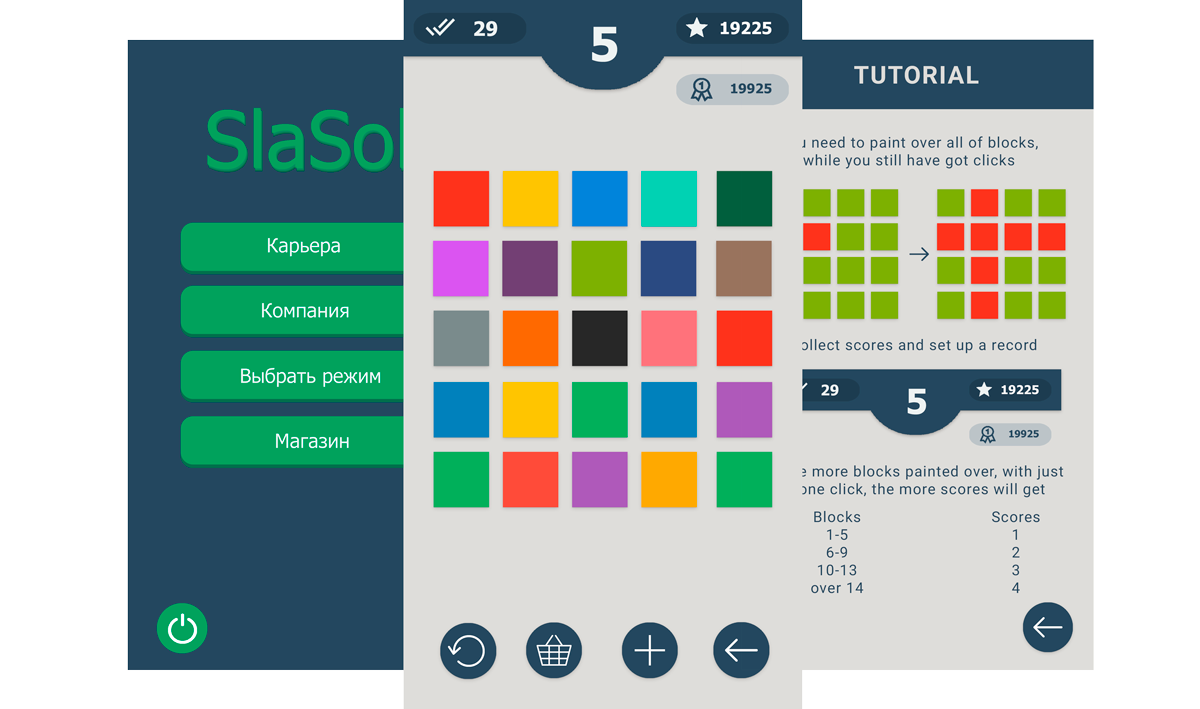 SlaSol
Карьера
Компания
Выбрать режим
Магазин
29
5
19225
1
19925
TUTORIAL
need to paint over all of blocks,
while you still have got clicks
ollect scores and set up a record
29
5
19225
1
19925
more blocks painted over, with just
one click, the more scores will get
Blocks Scores
1-5 1
6-9 2
10-13 3
over 14 4